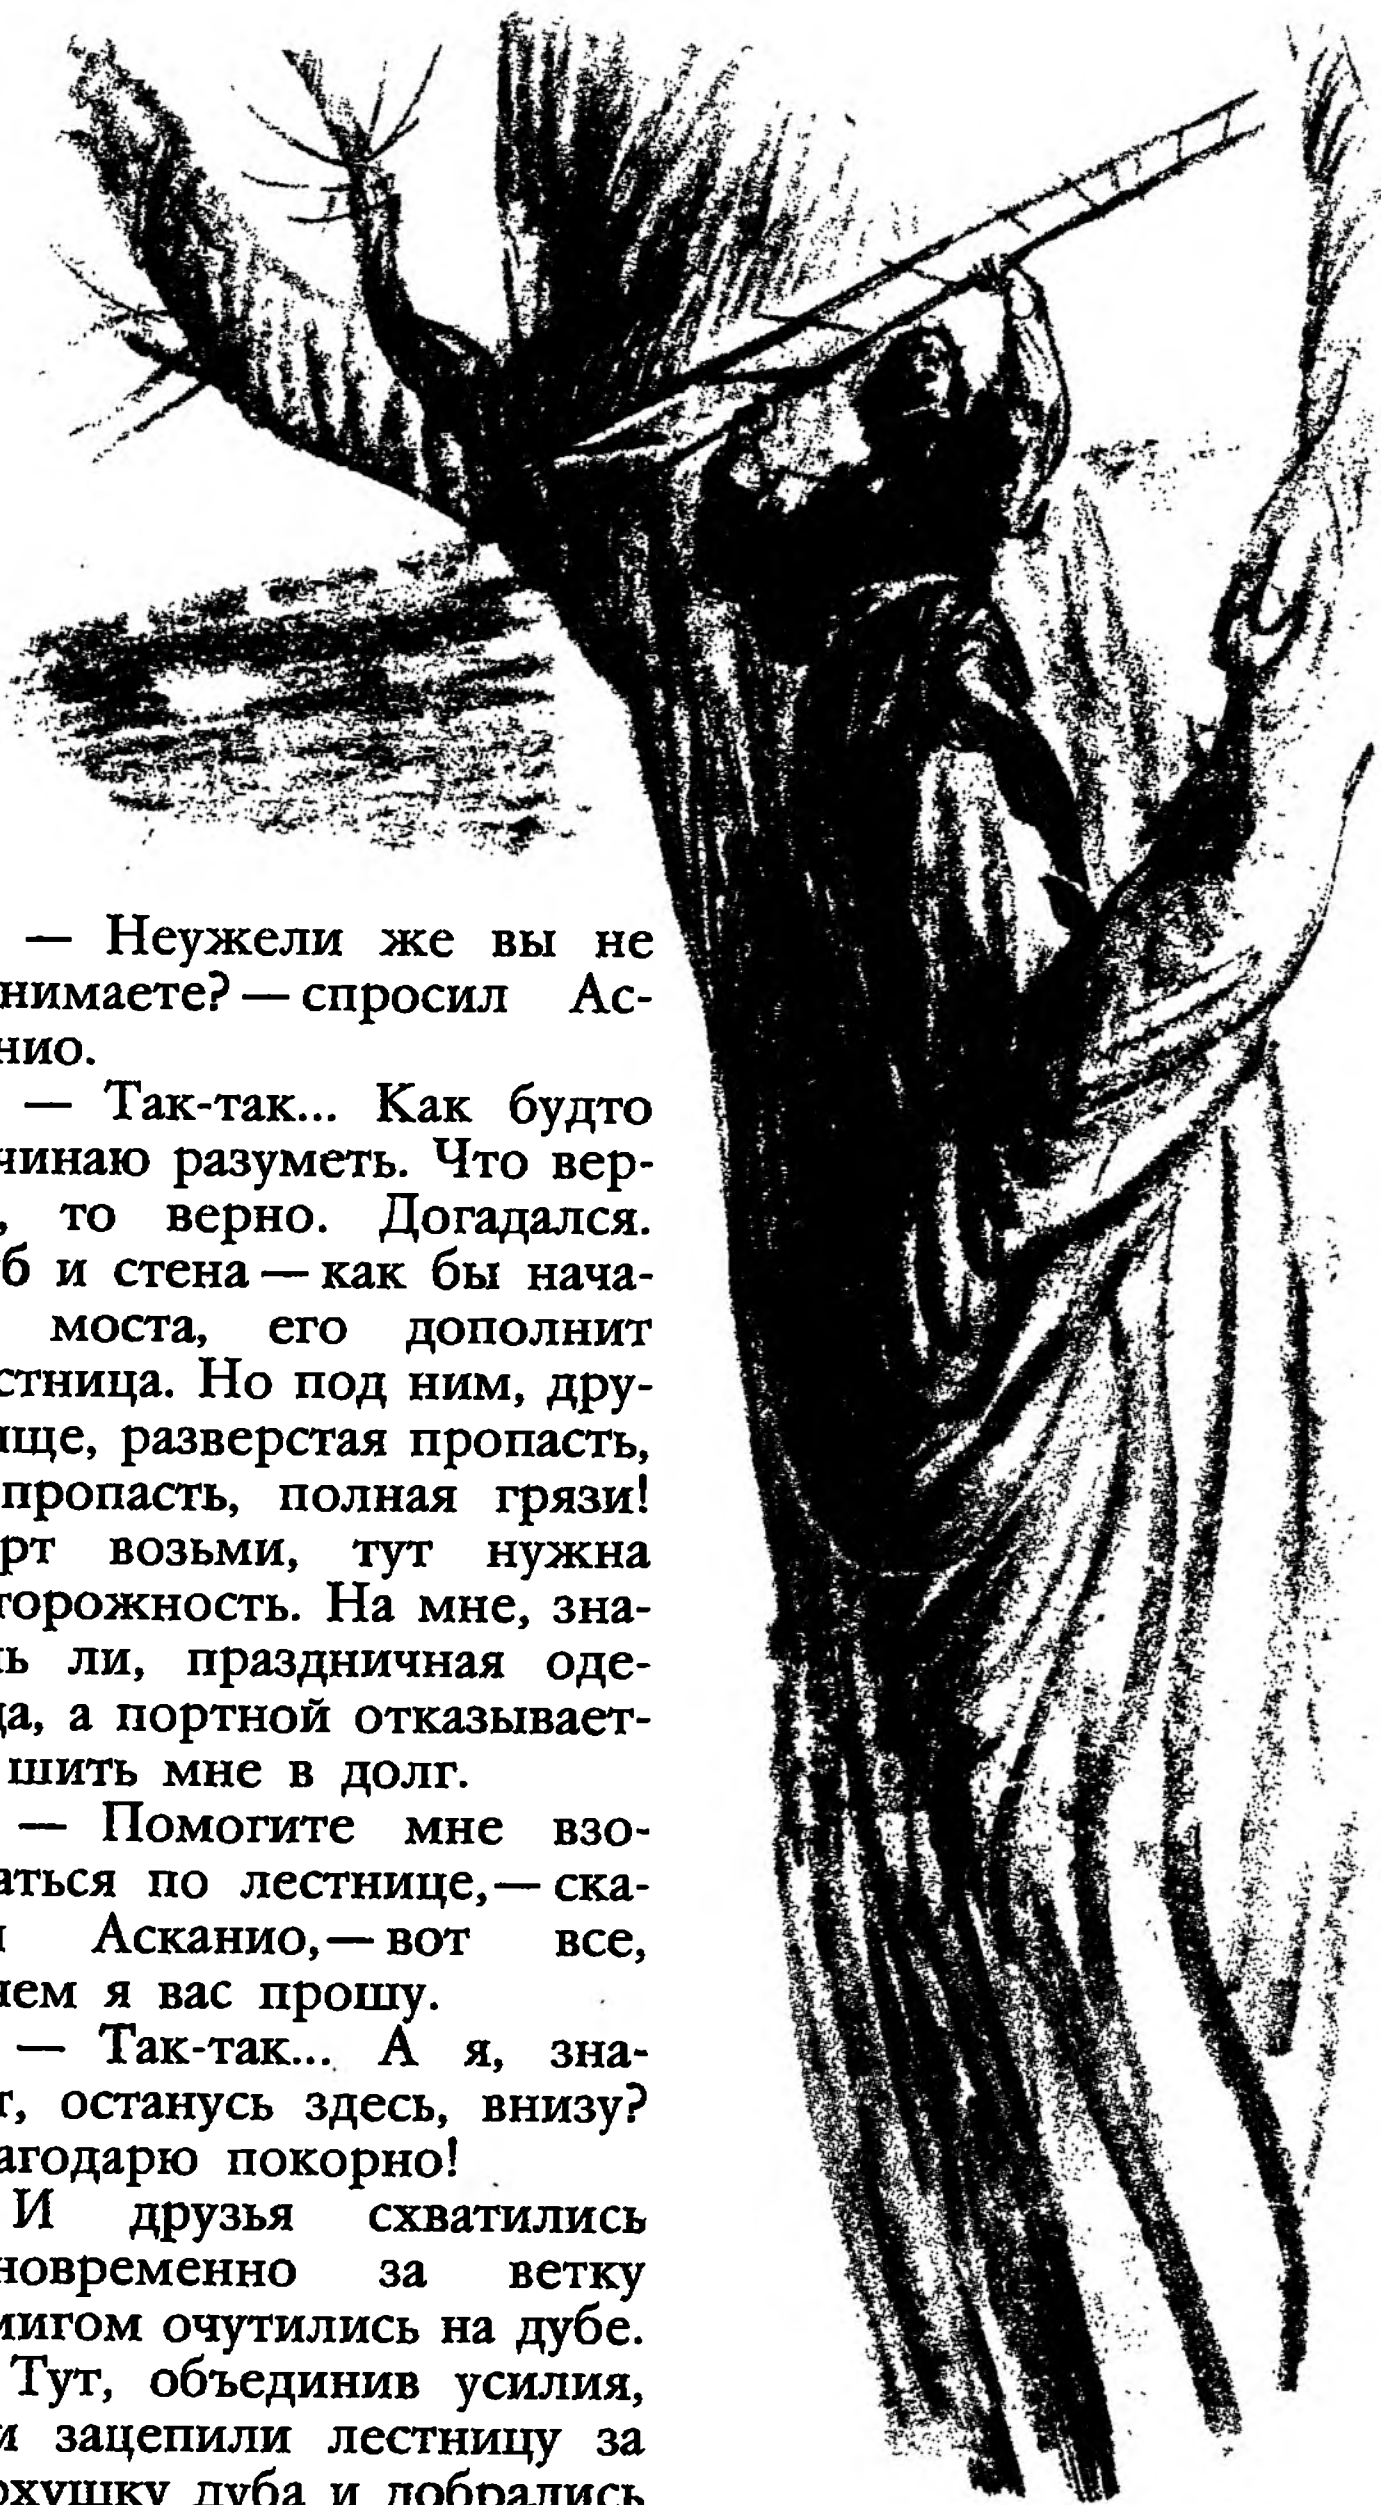 — Неужели же вы не
нимаете? — спросил Ас-
нио.
— Так-так... Как будто
чинаю разуметь. Что вер-
, то верно. Догадался.
б и стена — как бы нача-
моста, его дополнит
стница. Но под ним, дру-
ище, разверстая пропасть,
пропасть, полная грязи!
рт возьми, тут нужна
торожность. На мне, зна-
ь ли, праздничная оде-
да, а портной отказывает-
шить мне в долг.
— Помогите мне взо-
аться по лестнице,— ска-
Асканио,— вот все,
чем я вас прошу.
— Так-так... А я, зна-
т, останусь здесь, внизу?
агодарю покорно!
И друзья схватились
новременно за ветку
мигом очутились на дубе.
Тут, объединив усилия,
и зацепили лестницу за
рхушку дуба и добрались